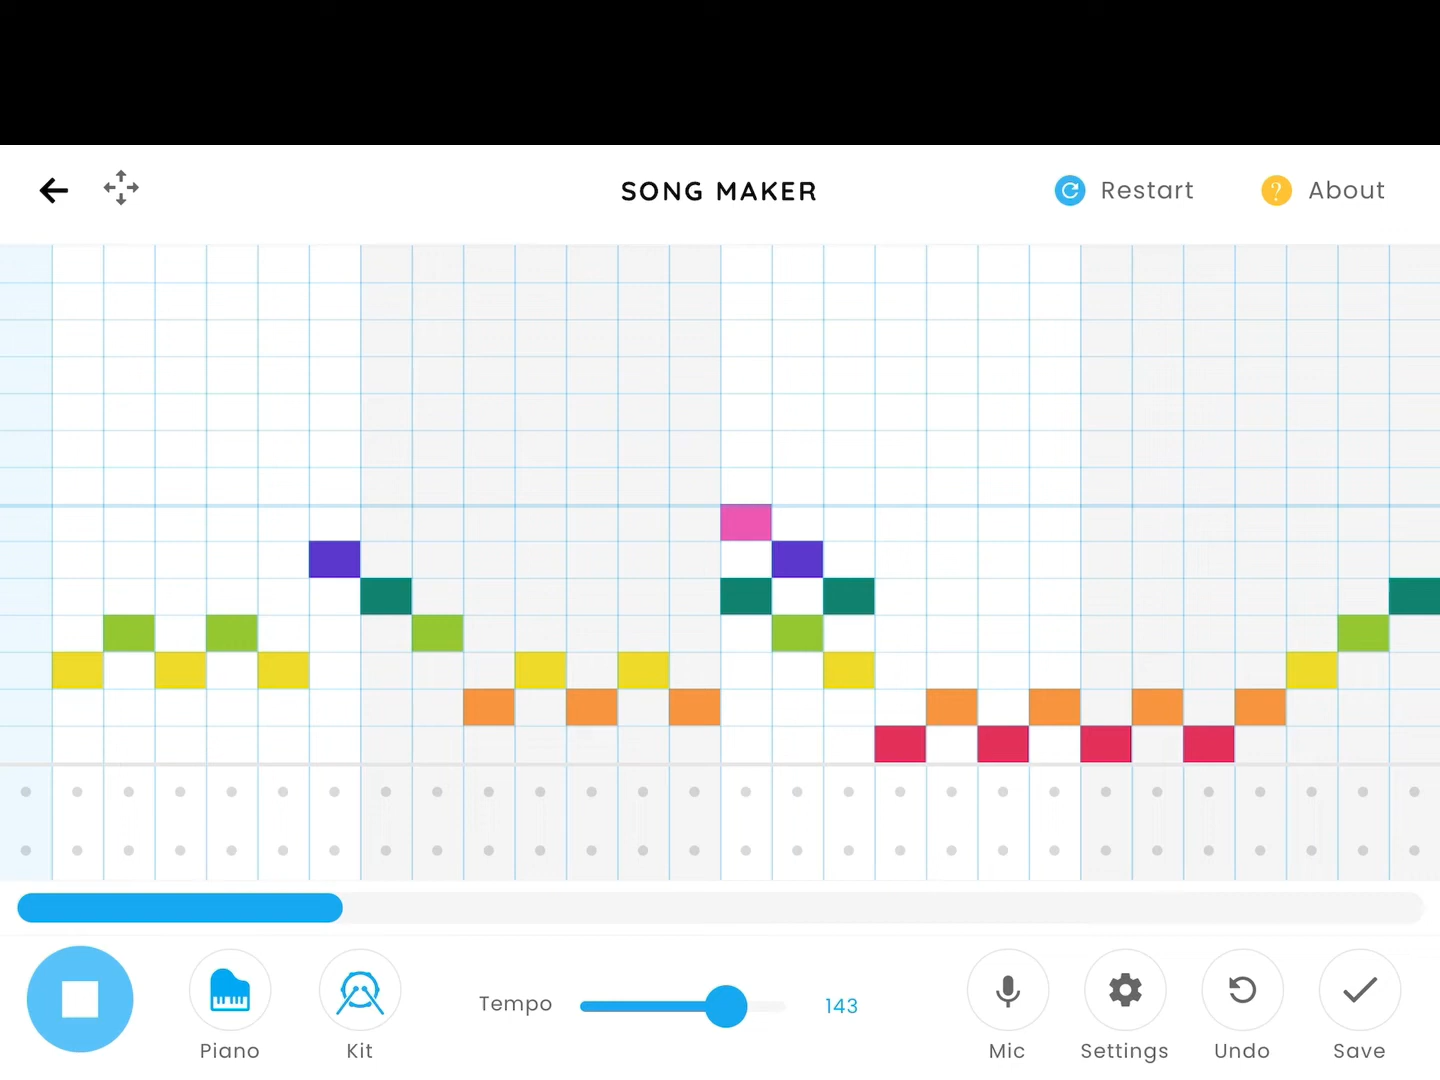 SONG MAKER
Restart
? About
Tempo
143
Piano
Kit
Mic
Settings
Undo
Save